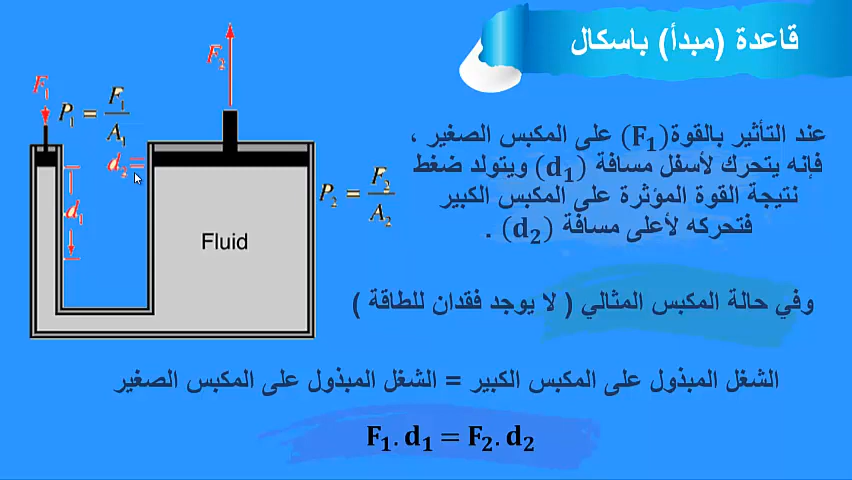 قاعدة (مبدأ) باسكال
عند التأثير بالقوة(F₁) على المكبس الصغير ،
فإنه يتحرك لأسفل مسافة (d₁) ويتولد ضغط
نتيجة القوة المؤثرة على المكبس الكبير
فتحركه لأعلى مسافة (d₂) .
وفي حالة المكبس المثالي ( لا يوجد فقدان للطاقة )
الشغل المبذول على المكبس الكبير = الشغل المبذول على المكبس الصغير
F₁. d₁ = F₂. d₂
F₂
F₁
P₁ = F₁/A₁
d₂=
d₁
P₂ = F₂/A₂
Fluid